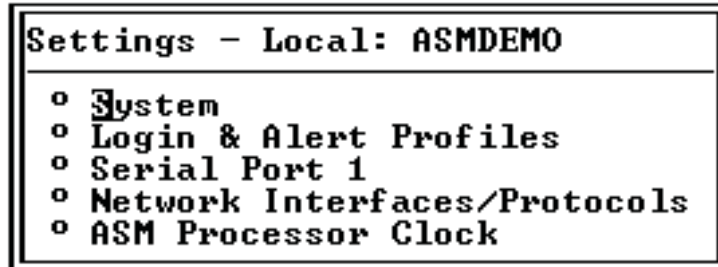 Settings - Local: ASMDEMO
o System
o Login & Alert Profiles
o Serial Port 1
o Network Interfaces/Protocols
o ASM Processor Clock